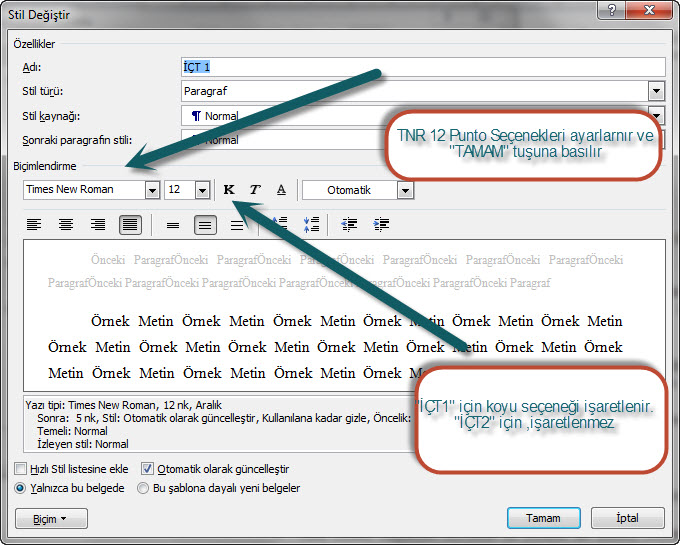 Stil Değiştir
Özellikler
Adı: İÇT 1
Stil türü: Paragraf
Stil kaynağı: ¶ Normal
Sonraki paragrafın stili: Normal
TNR 12 Punto Seçenekleri ayarlarnır ve
"TAMAM" tuşuna basılır
Biçimlendirme
Times New Roman 12 K T A Otomatik
Önceki ParagrafÖnceki ParagrafÖnceki ParagrafÖnceki ParagrafÖnceki ParagrafÖnceki
ParagrafÖnceki ParagrafÖnceki ParagrafÖnceki ParagrafÖnceki ParagrafÖnceki Paragraf
Örnek Metin Örnek Metin Örnek Metin Örnek Metin Örnek Metin Örnek Metin
Örnek Metin Örnek Metin Örnek Metin Örnek Metin Örnek Metin Örnek
Metin Örnek Metin Örnek Metin Örnek Metin Örnek Metin Örnek Metin
"İÇT1" için koyu seçeneği işaretlenir.
"İÇT2" için ,işaretlenmez
Yazı tipi: Times New Roman, 12 nk, Aralık
Sonra: 5 nk, Stil: Otomatik olarak güncelleştir, Kullanılana kadar gizle, Öncelik:
Temeli: Normal
İzleyen stil: Normal
Hızlı Stil listesine ekle Otomatik olarak güncelleştir
Yalnızca bu belgede Bu şablona dayalı yeni belgeler
Biçim Tamam İptal